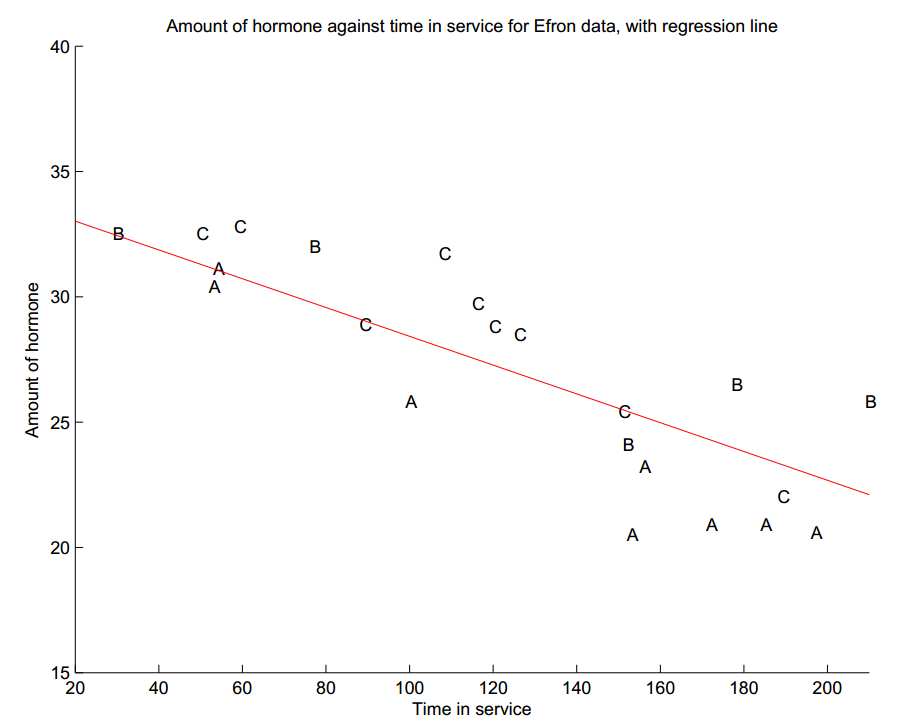 Amount of hormone against time in service for Efron data, with regression line
40
35
30
25
20
15
Amount of hormone
B
C
C
B
C
A
A
C
C
C
C
A
B
B
C
B
A
C
A
A
A
A
20
40
60
80
100
120
140
160
180
200
Time in service